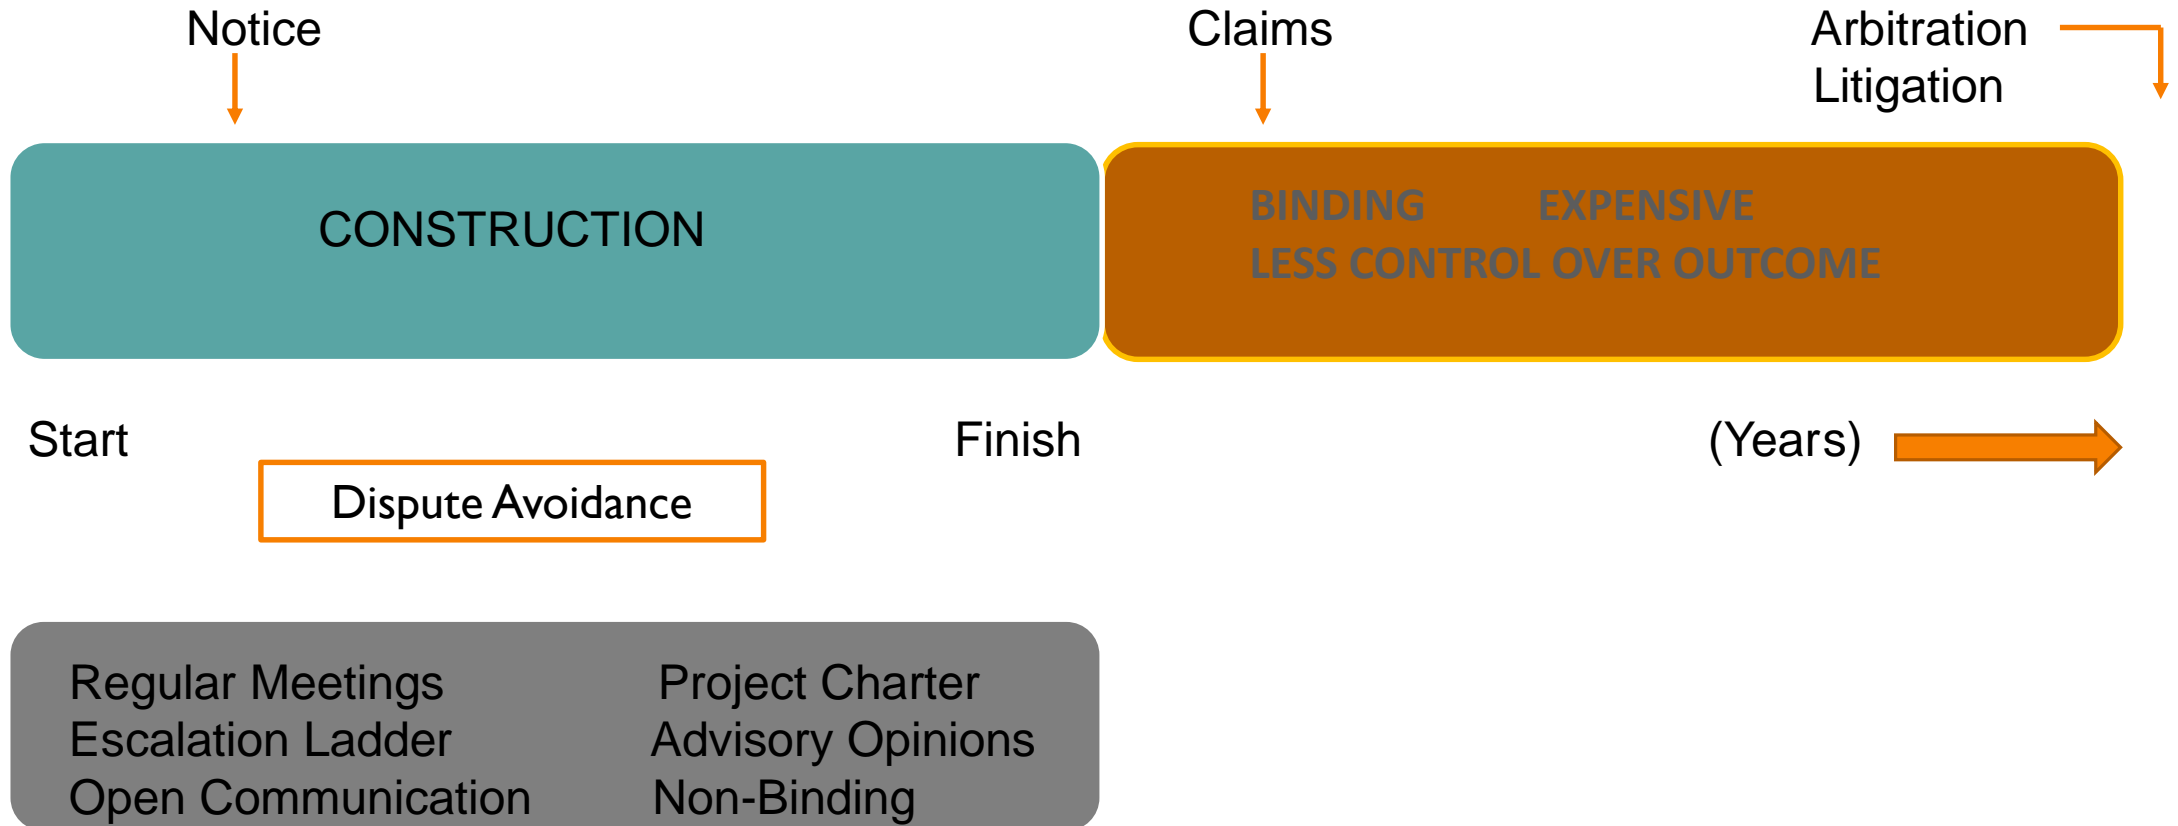 Notice
Claims
Arbitration
Litigation
CONSTRUCTION
BINDING EXPENSIVE
LESS CONTROL OVER OUTCOME
Start
Finish
(Years)
Dispute Avoidance
Regular Meetings Project Charter
Escalation Ladder Advisory Opinions
Open Communication Non-Binding